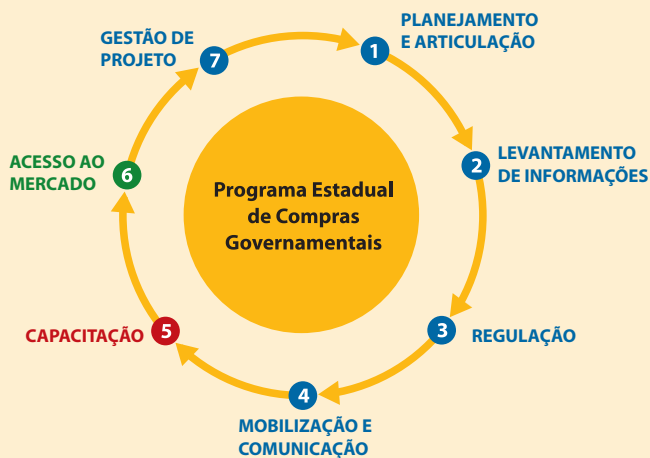 PLANEJAMENTO
E ARTICULAÇÃO
1
LEVANTAMENTO
DE INFORMAÇÕES
2
REGULAÇÃO
3
MOBILIZAÇÃO E
COMUNICAÇÃO
4
CAPACITAÇÃO
5
ACESSO AO
MERCADO
6
GESTÃO DE
PROJETO
7
Programa Estadual
de Compras
Governamentais